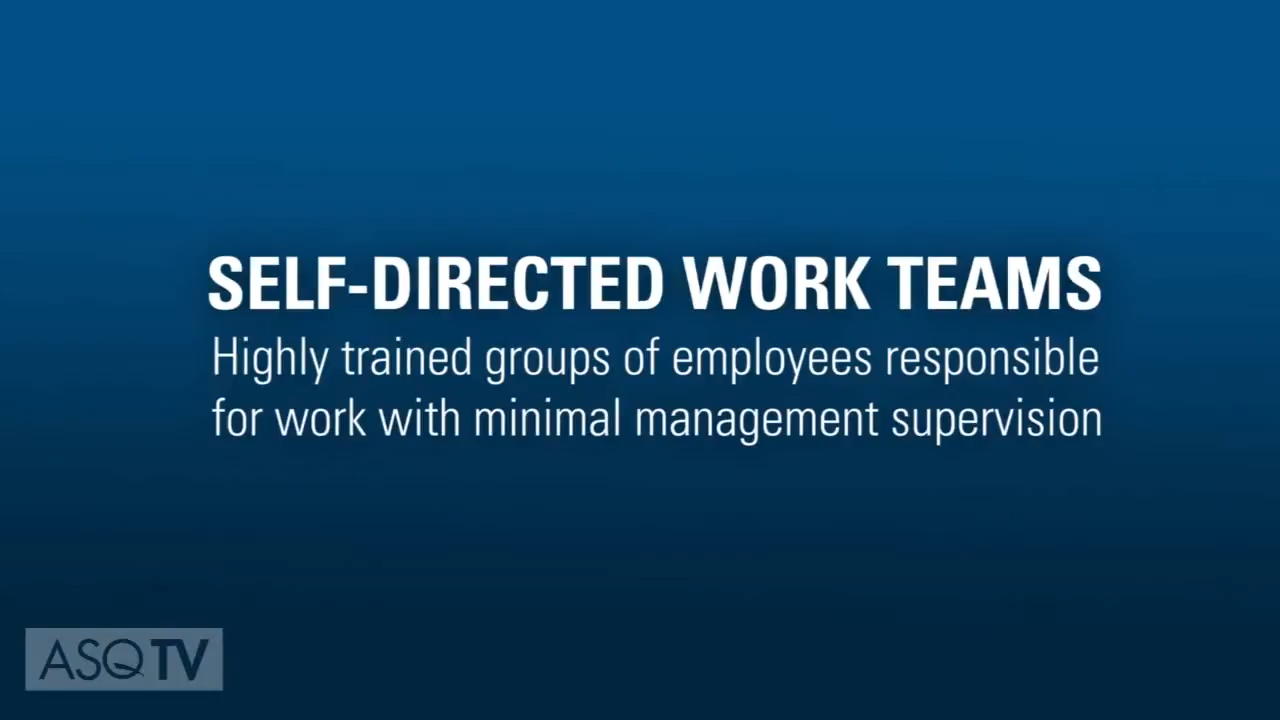 SELF-DIRECTED WORK TEAMS
Highly trained groups of employees responsible
for work with minimal management supervision
ASQTV